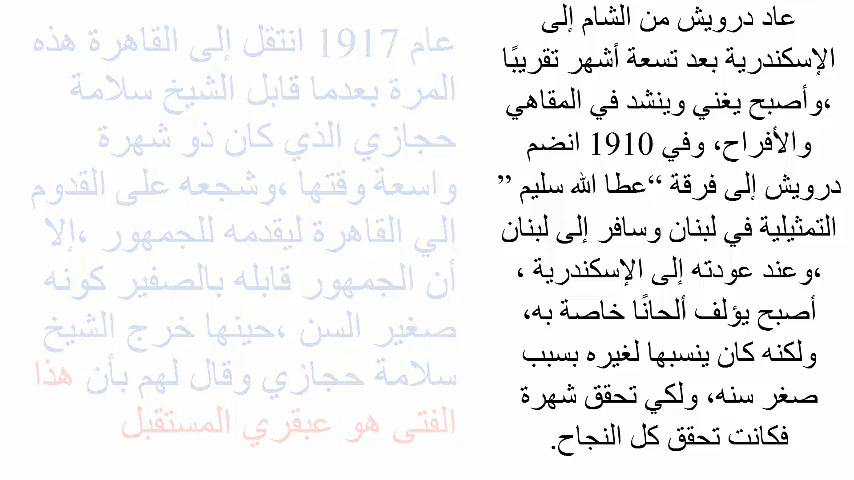 عاد درويش من الشام إلى
الإسكندرية بعد تسعة أشهر تقريبًا
،وأصبح يغني وينشد في المقاهي
والأفراح، وفي 1910 انضم
درويش إلى فرقة “عطا الله سليم ”
التمثيلية في لبنان وسافر إلى لبنان
،وعند عودته إلى الإسكندرية ،
أصبح يؤلف ألحانًا خاصة به،
ولكنه كان ينسبها لغيره بسبب
صغر سنه، ولكي تحقق شهرة
فكانت تحقق كل النجاح.
عام 1917 انتقل إلى القاهرة هذه
المرة بعدما قابل الشيخ سلامة
حجازي الذي كان ذو شهرة
واسعة وقتها ،وشجعه على القدوم
الي القاهرة ليقدمه للجمهور ،إلا
أن الجمهور قابله بالصفير كونه
صغير السن ،حينها خرج الشيخ
سلامة حجازي وقال لهم بأن هذا
الفتى هو عبقري المستقبل